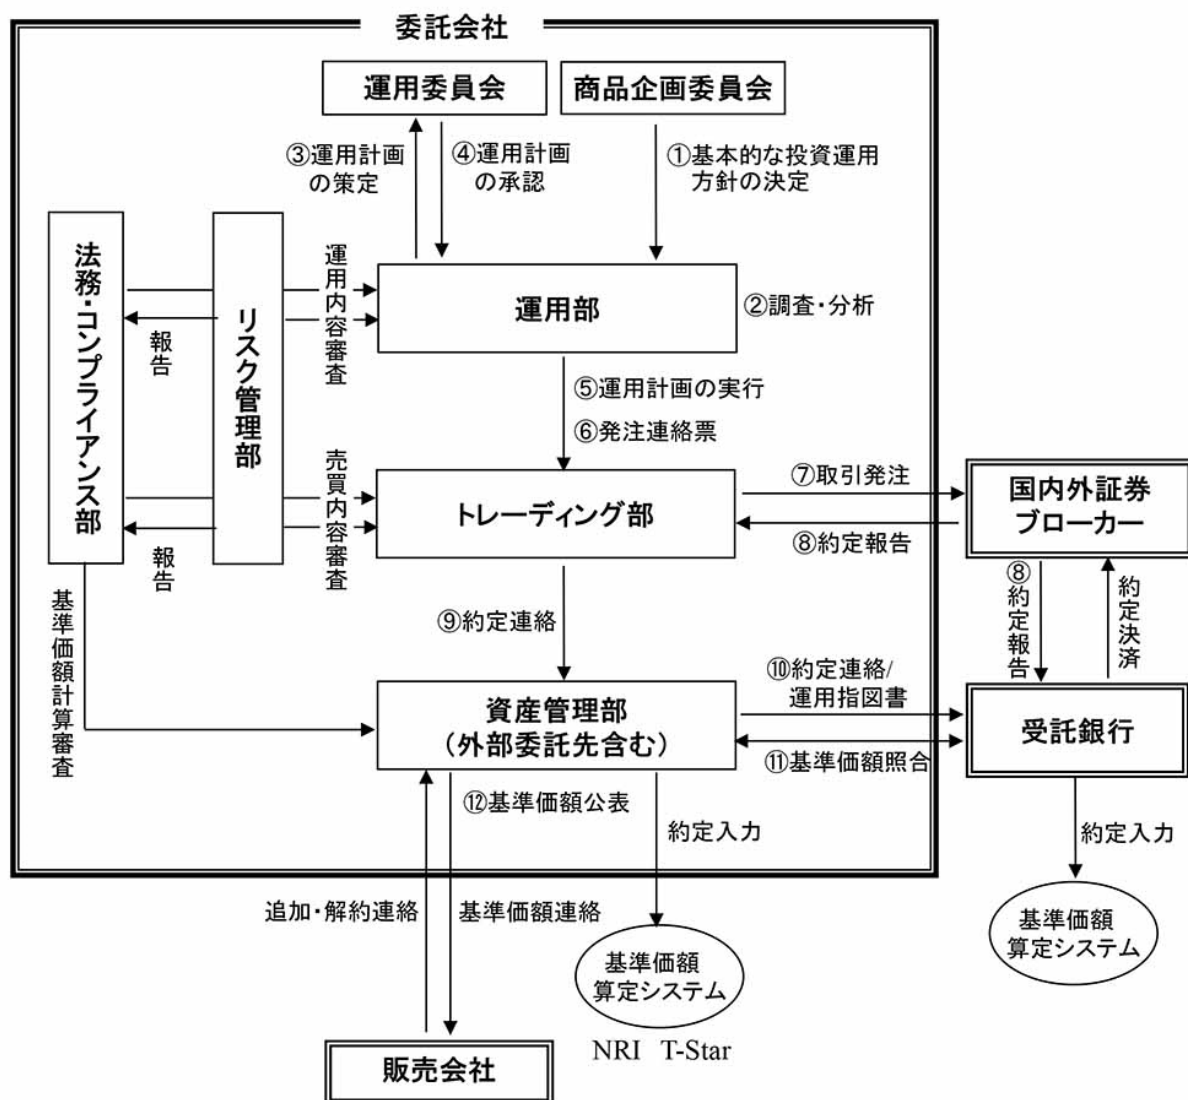 委託会社
運用委員会
商品企画委員会
③運用計画
の策定
④運用計画
の承認
①基本的な投資運用
方針の決定
法務・コンプライアンス部
リスク管理部
運用内容審査
報告
運用部
②調査・分析
⑤運用計画の実行
⑥発注連絡票
売買内容審査
報告
トレーディング部
⑦取引発注
⑧約定報告
国内外証券
ブローカー
⑧約定報告
約定決済
基準価額計算審査
⑨約定連絡
資産管理部
(外部委託先含む)
⑩約定連絡/
運用指図書
⑪基準価額照合
受託銀行
⑫基準価額公表
約定入力
約定入力
追加・解約連絡
基準価額連絡
基準価額
算定システム
NRI T-Star
基準価額
算定システム
販売会社